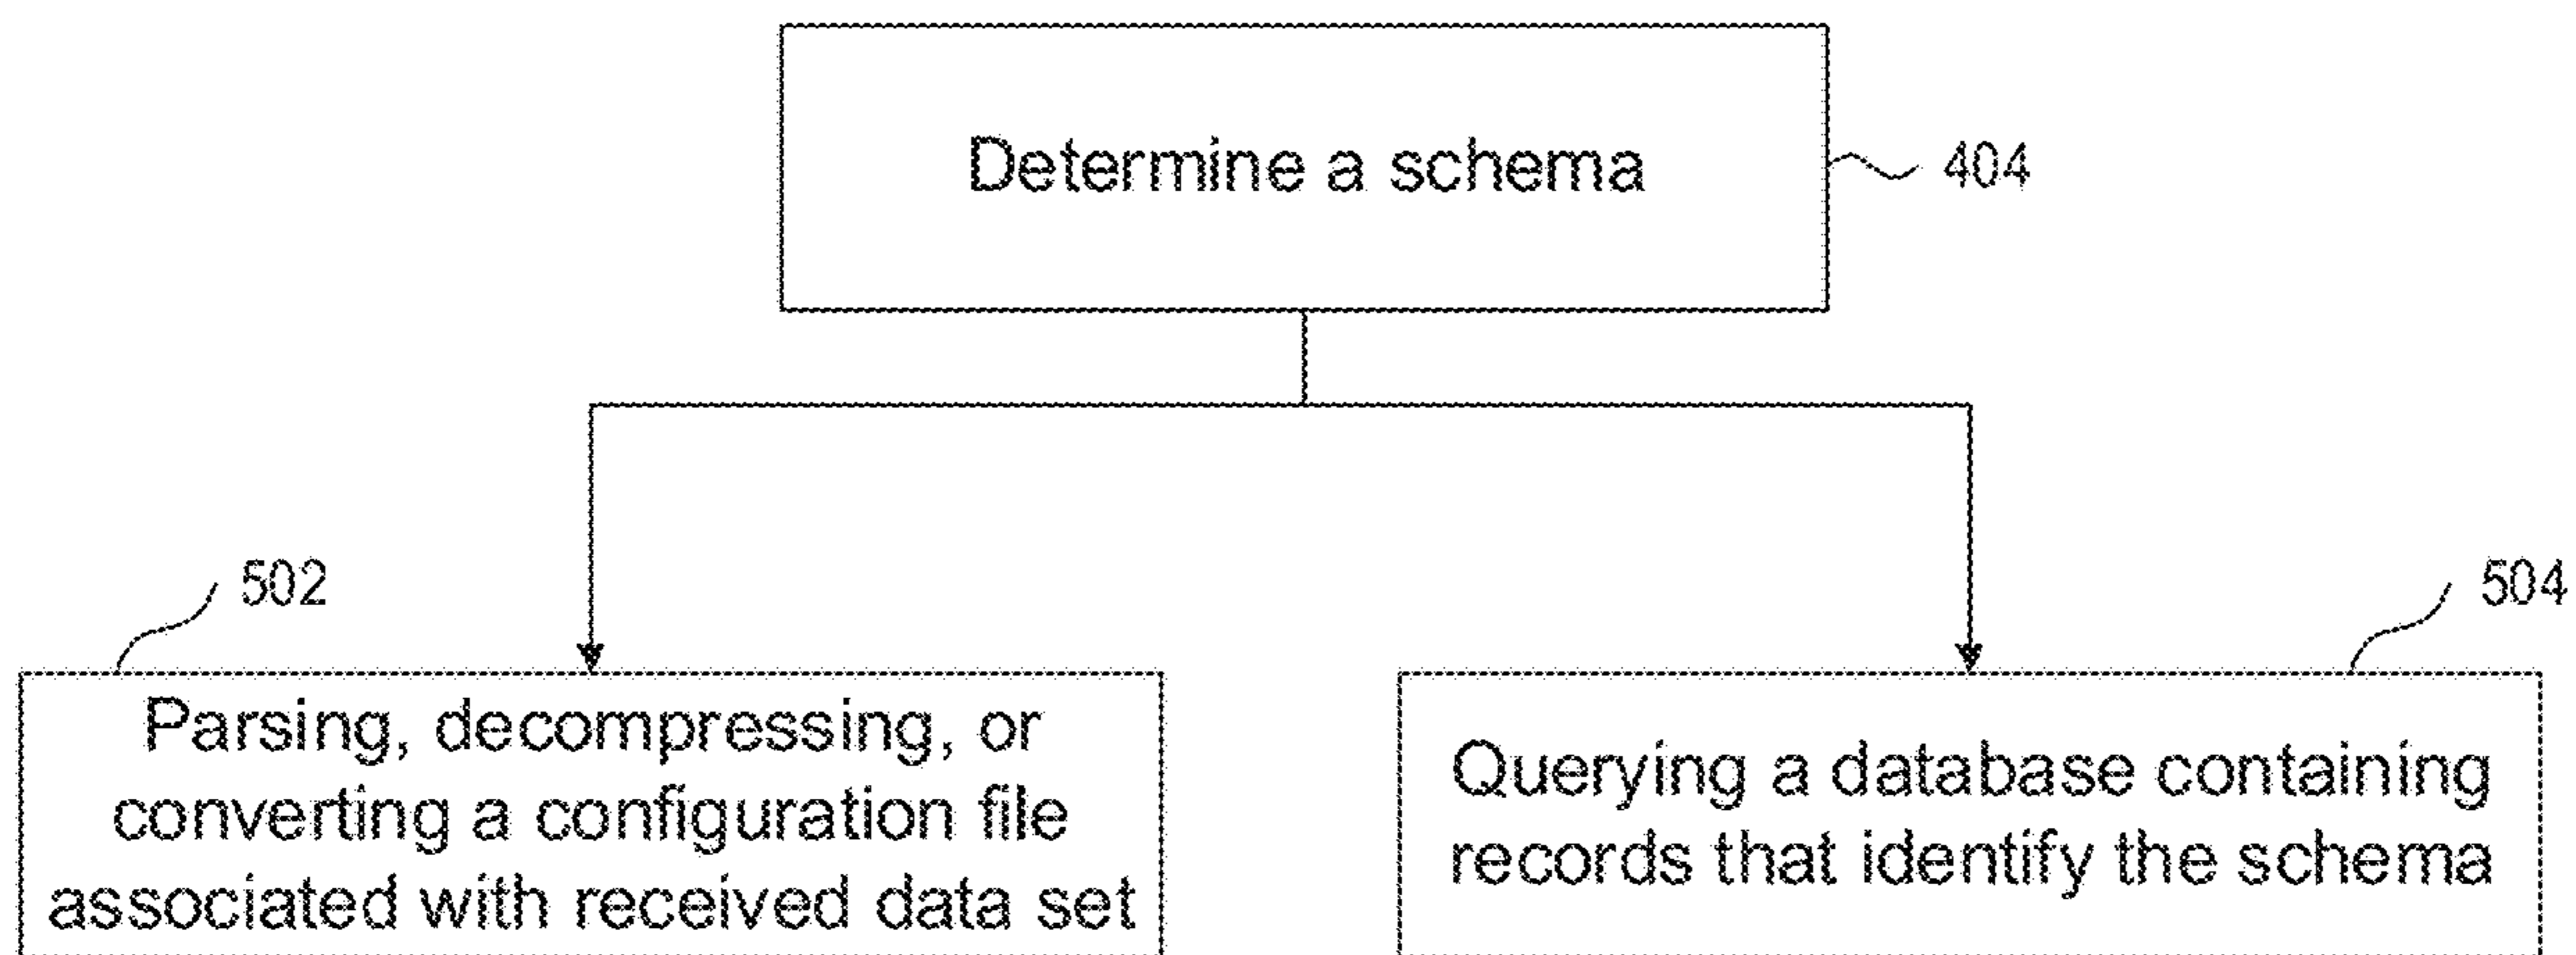 Determine a schema
404
502
504
Parsing, decompressing, or
converting a configuration file
associated with received data set
Querying a database containing
records that identify the schema